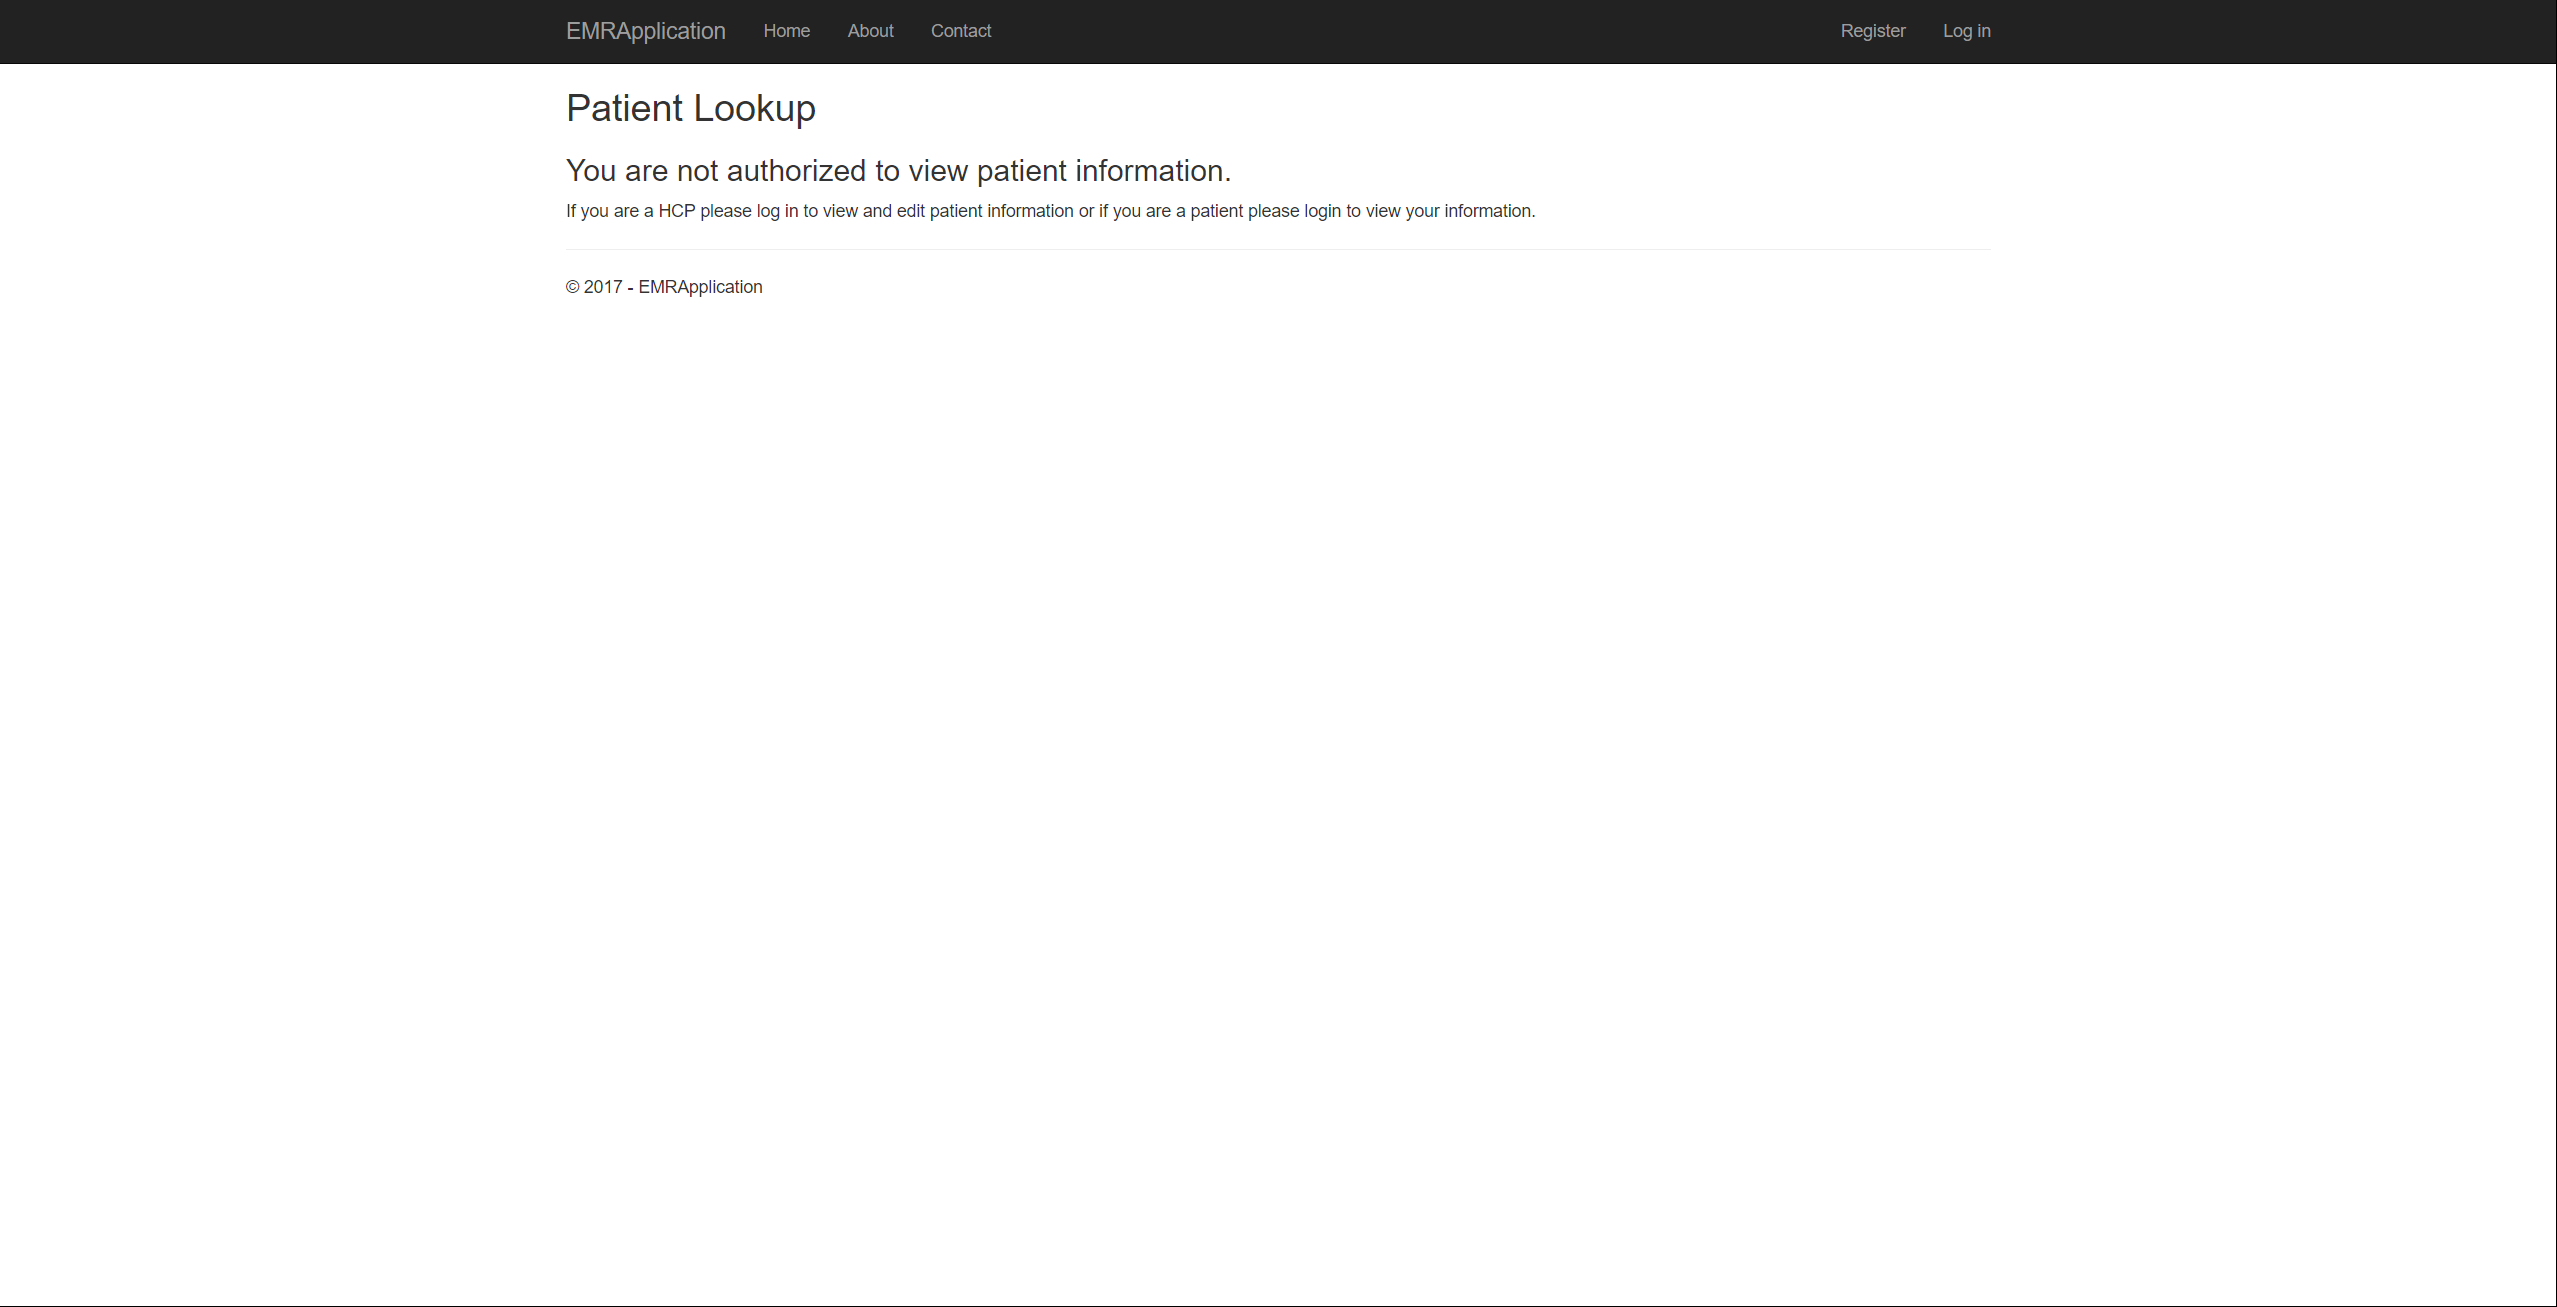 EMRApplication Home About Contact Register Log in
Patient Lookup
You are not authorized to view patient information.
If you are a HCP please log in to view and edit patient information or if you are a patient please login to view your information.
© 2017 - EMRApplication